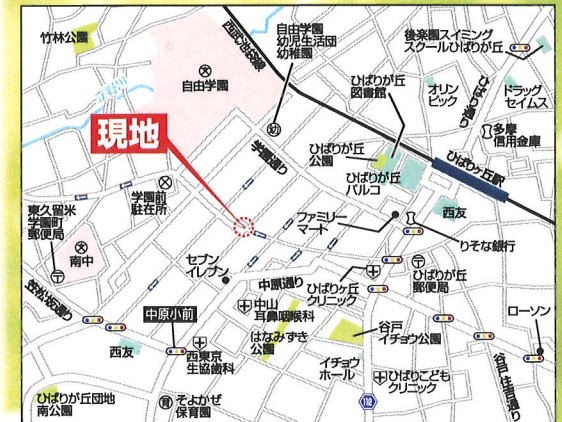 竹林公園
立野川
西武池袋線
自由学園
幼児生活団
幼稚園
自由学園
後楽園スイミング
スクールひばりが丘
ひばりが丘
図書館
オリン
ピック
ドラッグ
セイムス
ひばり通り
多摩
信用金庫
現地
幼
学園通り
ひばりが丘
公園
ひばりが丘
パルコ
ひばりヶ丘駅
学園前
駐在所
東久留米
学園町
郵便局
南中
ファミリー
マート
西友
りそな銀行
セブン
イレブン
中原通り
ひばりヶ丘
クリニック
ひばりが丘
郵便局
笠松坂通り
中原小前
中山
耳鼻咽喉科
はなみずき
公園
谷戸
イチョウ公園
ローソン
西友
西東京
生協歯科
イチョウ
ホール
ひばりこども
クリニック
谷戸住吉通り
ひばりが丘団地
南公園
育
そよかぜ
保育園
112